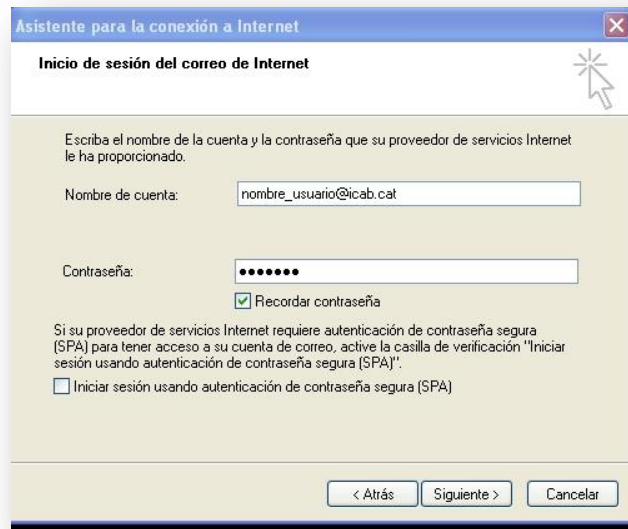 Asistente para la conexión a Internet
Inicio de sesión del correo de Internet
Escriba el nombre de la cuenta y la contraseña que su proveedor de servicios Internet
le ha proporcionado.
Nombre de cuenta: nombre_usuario@icab.cat
Contraseña: ●●●●●●●
Recordar contraseña
Si su proveedor de servicios Internet requiere autenticación de contraseña segura
(SPA) para tener acceso a su cuenta de correo, active la casilla de verificación "Iniciar
sesión usando autenticación de contraseña segura (SPA)".
Iniciar sesión usando autenticación de contraseña segura (SPA)
< Atrás Siguiente > Cancelar